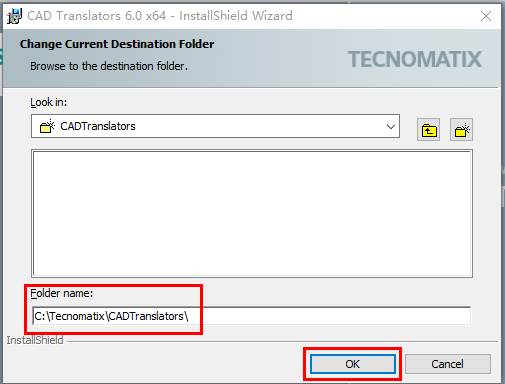 CAD Translators 6.0 x64 - InstallShield Wizard
Change Current Destination Folder
Browse to the destination folder.
TECNOMATIX
Look in:
CADTranslators
Folder name:
C:\Tecnomatix\CADTranslators\
InstallShield
OK
Cancel